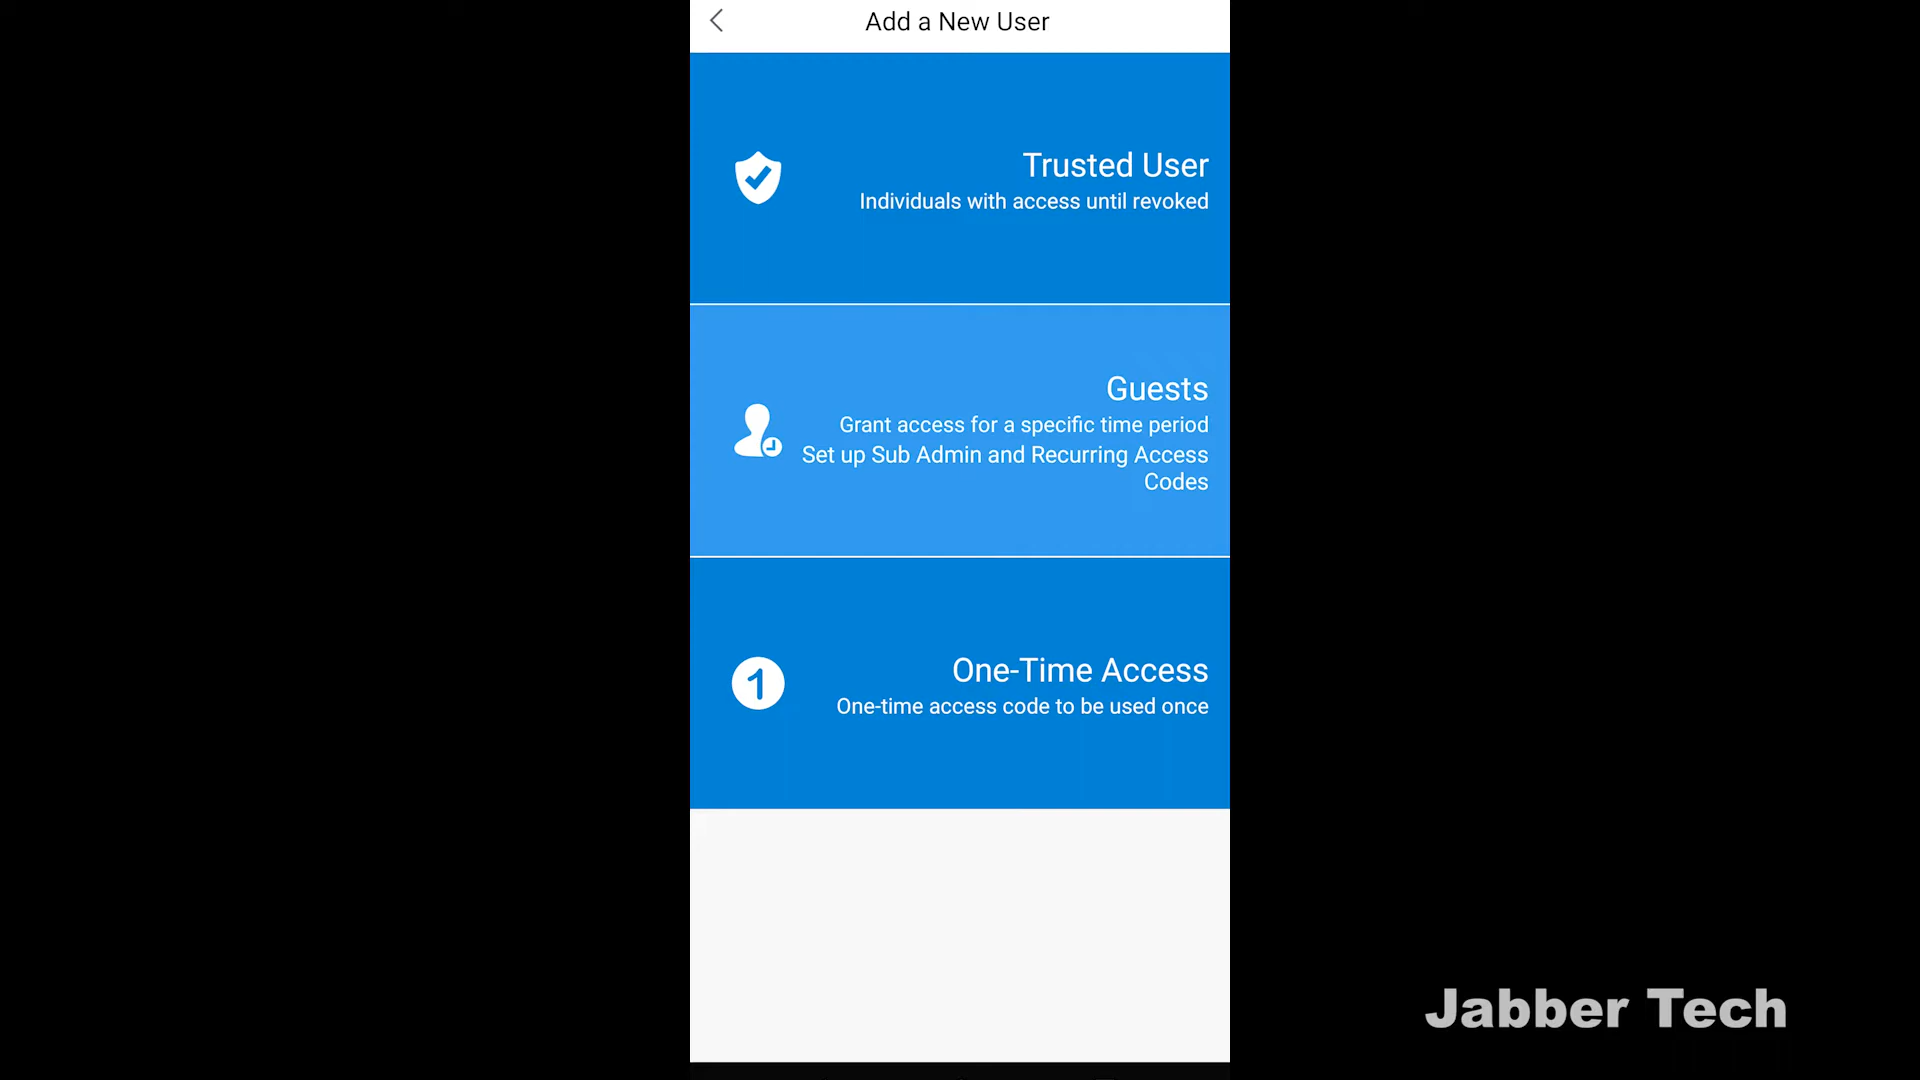 Add a New User
Trusted User
Individuals with access until revoked
Guests
Grant access for a specific time period
Set up Sub Admin and Recurring Access
Codes
1
One-Time Access
One-time access code to be used once
Jabber Tech